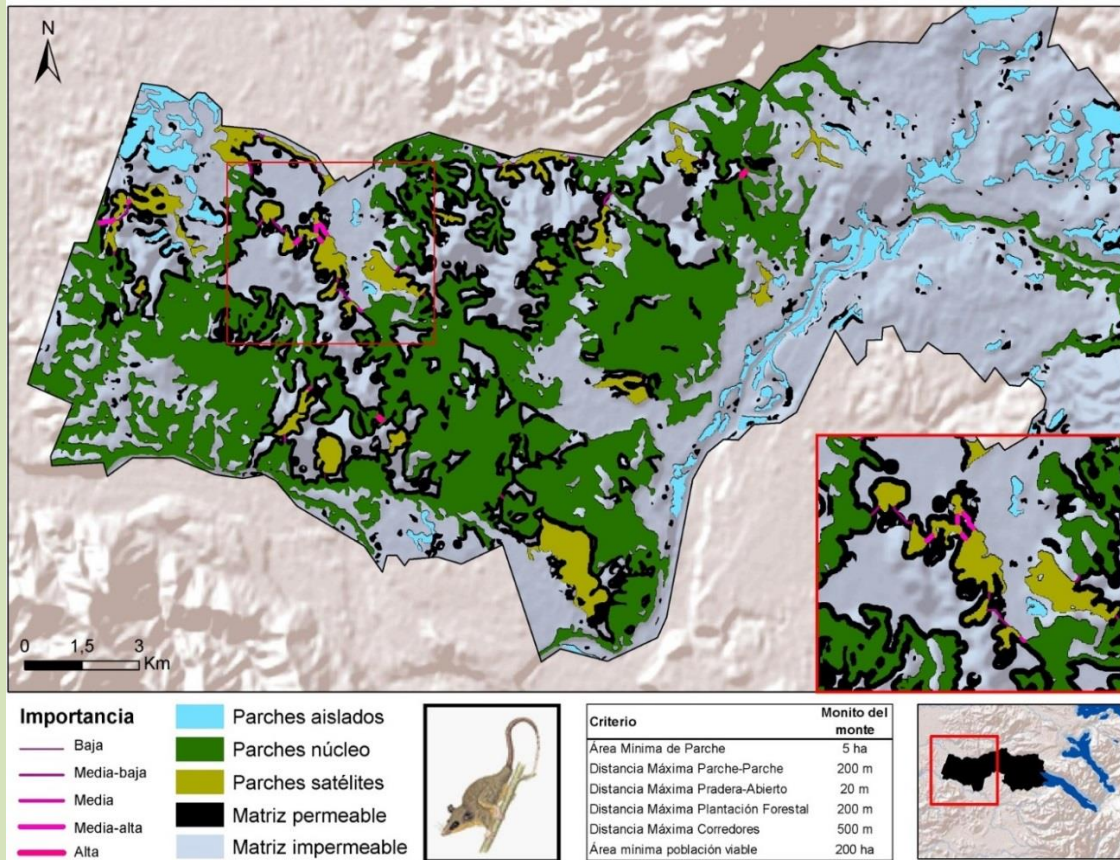 N
0 1,5 3
Km
Importancia
Baja
Media-baja
Media
Media-alta
Alta
Parches aislados
Parches núcleo
Parches satélites
Matriz permeable
Matriz impermeable
Criterio Monito del monte
Área Mínima de Parche 5 ha
Distancia Máxima Parche-Parche 200 m
Distancia Máxima Pradera-Abierto 20 m
Distancia Máxima Plantación Forestal 200 m
Distancia Máxima Corredores 500 m
Área mínima población viable 200 ha